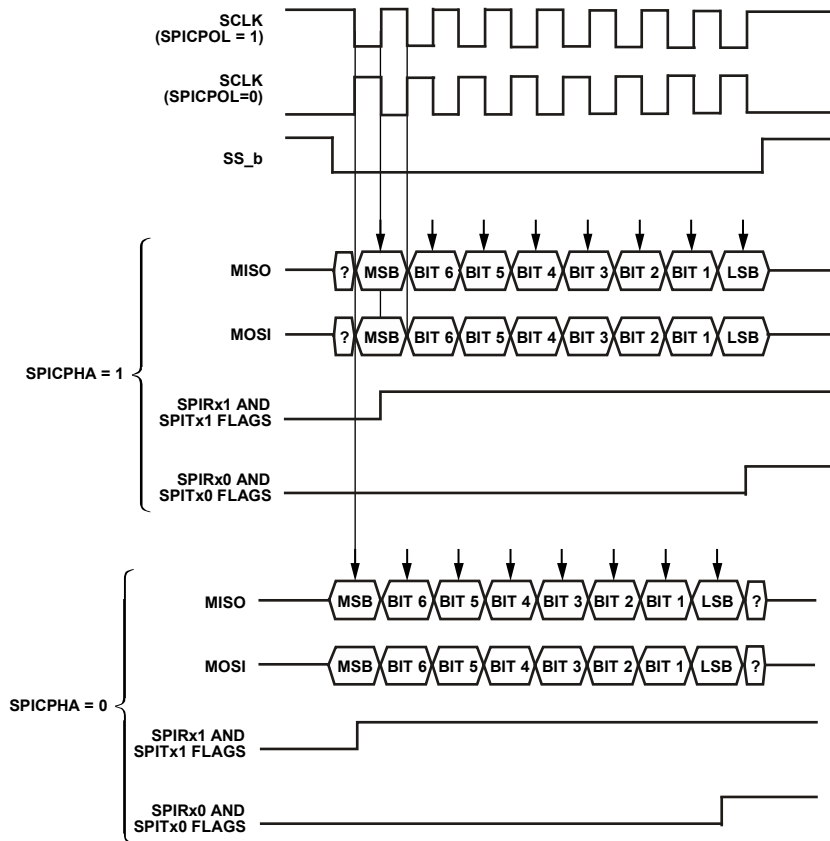 SCLK
(SPICPOL = 1)
SCLK
(SPICPOL=0)
SS_b
MISO ? MSB BIT 6 BIT 5 BIT 4 BIT 3 BIT 2 BIT 1 LSB
MOSI ? MSB BIT 6 BIT 5 BIT 4 BIT 3 BIT 2 BIT 1 LSB
SPICPHA = 1
SPIRx1 AND
SPITx1 FLAGS
SPIRx0 AND
SPITx0 FLAGS
MISO MSB BIT 6 BIT 5 BIT 4 BIT 3 BIT 2 BIT 1 LSB ?
MOSI MSB BIT 6 BIT 5 BIT 4 BIT 3 BIT 2 BIT 1 LSB ?
SPICPHA = 0
SPIRx1 AND
SPITx1 FLAGS
SPIRx0 AND
SPITx0 FLAGS